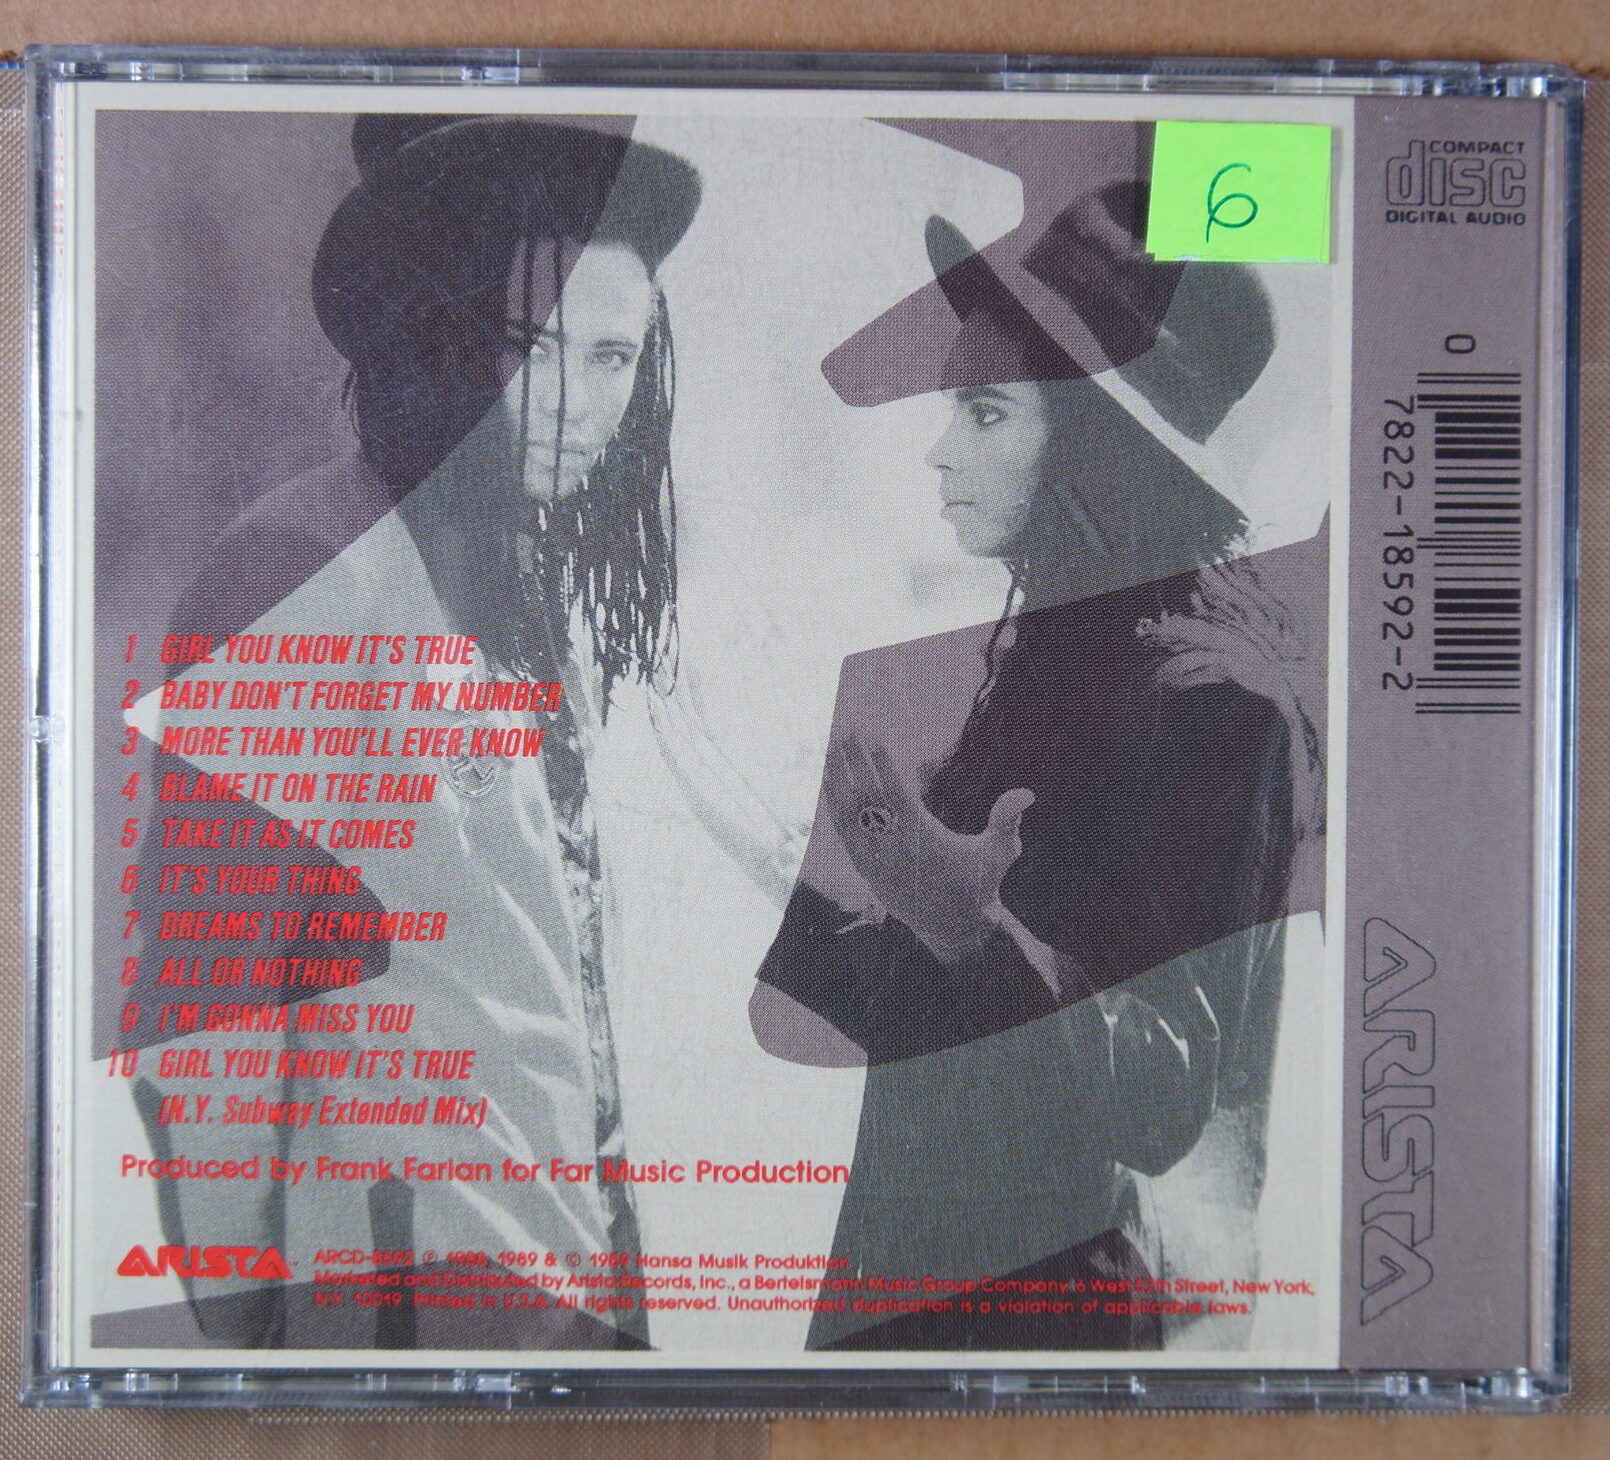 6
COMPACT
disc
DIGITAL AUDIO
0
7822-18592-2
ARISTA
1 GIRL YOU KNOW IT'S TRUE
2 BABY DON'T FORGET MY NUMBER
3 MORE THAN YOU'LL EVER KNOW
4 BLAME IT ON THE RAIN
5 TAKE IT AS IT COMES
6 IT'S YOUR THING
7 DREAMS TO REMEMBER
8 ALL OR NOTHING
9 I'M GONNA MISS YOU
10 GIRL YOU KNOW IT'S TRUE
(N.Y. Subway Extended Mix)
Produced by Frank Farian for Far Music Production
ARISTA ARCD-8592 ℗ 1988, 1989 & © 1989 Hansa Musik Produktion
Marketed and Distributed by Arista Records, Inc., a Bertelsmann Music Group Company 6 West 57th Street, New York,
N.Y. 10019 Printed in U.S.A. All rights reserved. Unauthorized duplication is a violation of applicable laws.